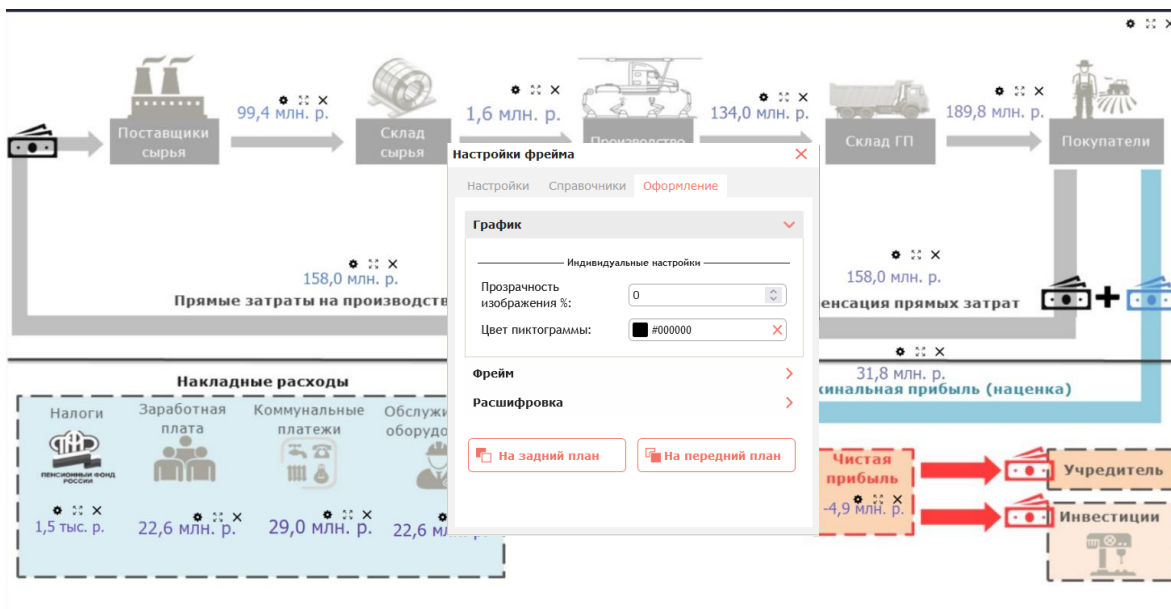 99,4 млн. р.
1,6 млн. р.
134,0 млн. р.
189,8 млн. р.
Поставщики
сырья
Склад
сырья
Производство
Склад ГП
Покупатели
Настройки фрейма
Настройки
Справочники
Оформление
График
Индивидуальные настройки
Прозрачность
изображения %:
0
Цвет пиктограммы:
#000000
Фрейм
Расшифровка
На задний план
На передний план
158,0 млн. р.
Прямые затраты на производств
158,0 млн. р.
енсация прямых затрат
31,8 млн. р.
кинальная прибыль (наценка)
Накладные расходы
Налоги
Заработная
плата
Коммунальные
платежи
Обслужи
оборудо
ПЕНСИОННЫЙ ФОНД
РОССИИ
1,5 тыс. р.
22,6 млн. р.
29,0 млн. р.
22,6 м
Чистая
прибыль
-4,9 млн. р.
Учредитель
Инвестиции